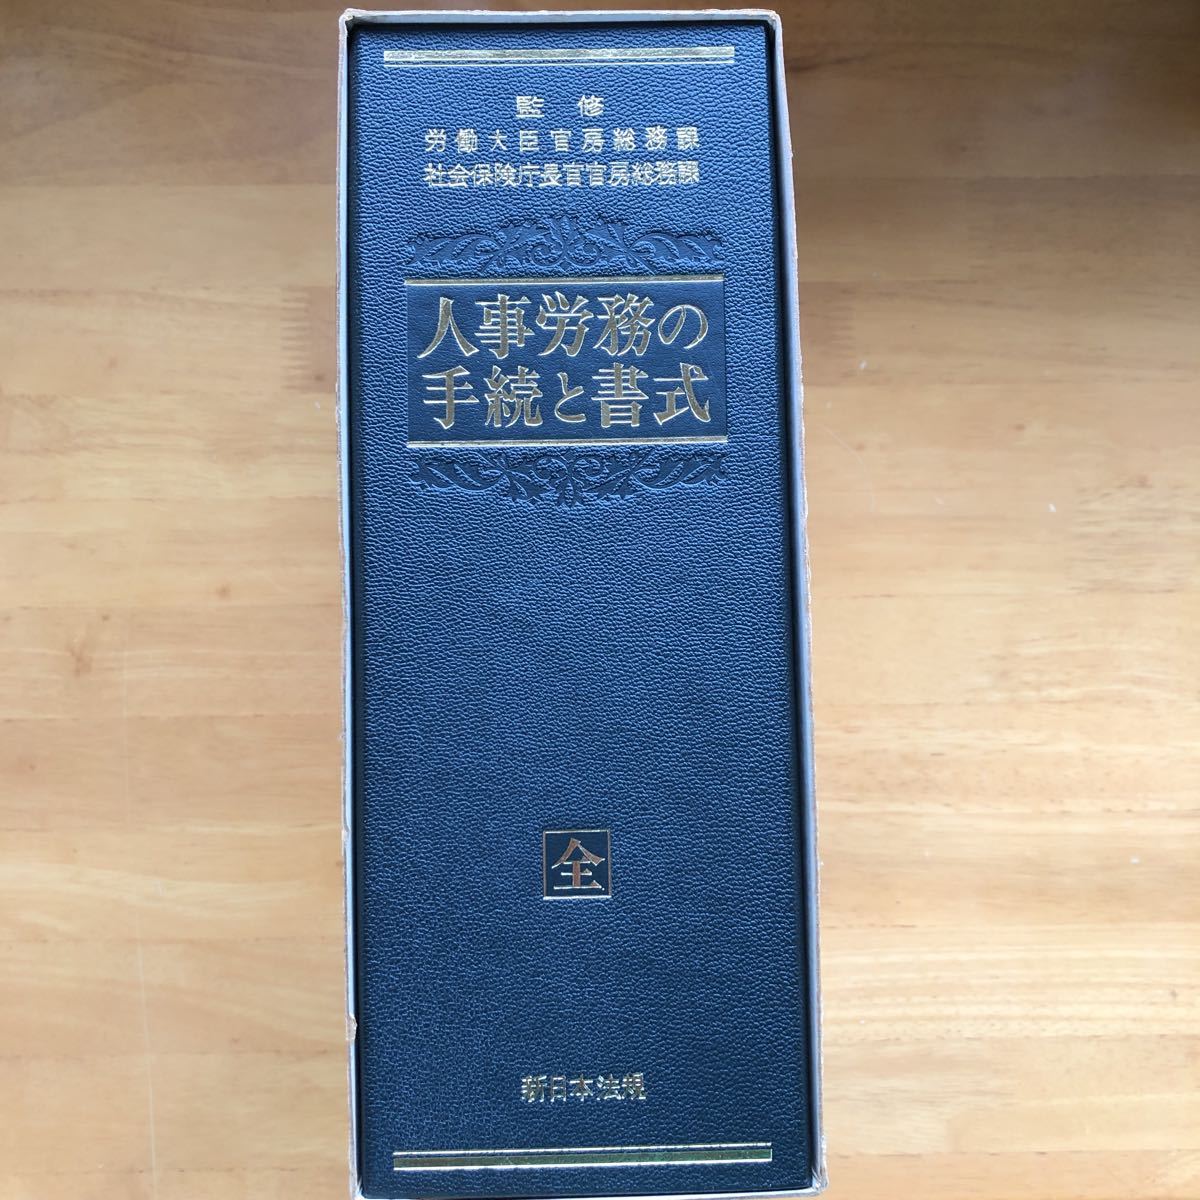 監修
労働大臣官房総務課
社会保険庁長官官房総務課
人事労務の
手続と書式
全
新日本法規